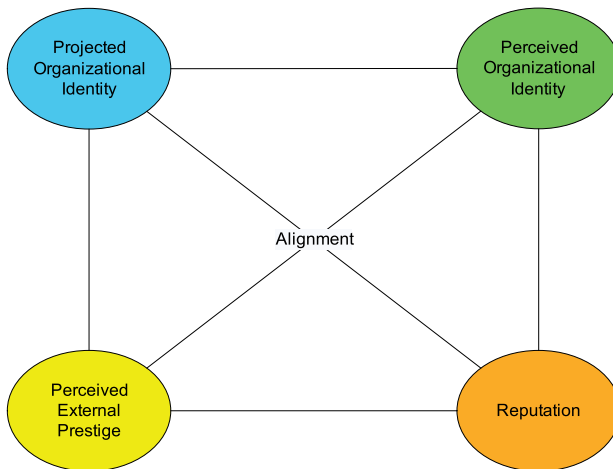 Projected
Organizational
Identity
Perceived
Organizational
Identity
Alignment
Perceived
External
Prestige
Reputation